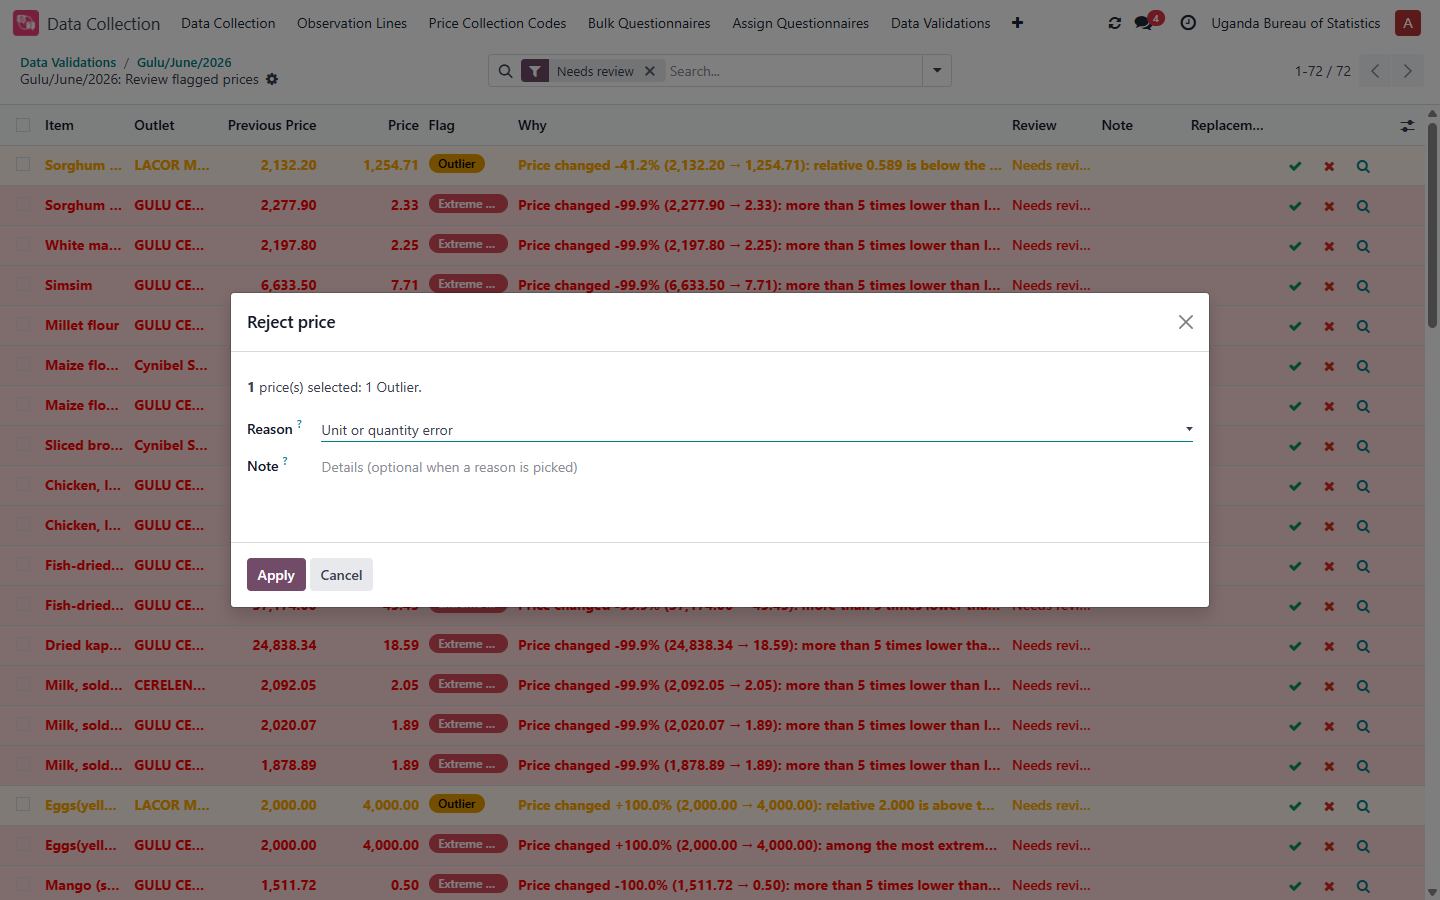 Data Collection Data Collection Observation Lines Price Collection Codes Bulk Questionnaires Assign Questionnaires Data Validations 4 Uganda Bureau of Statistics A
Data Validations / Gulu/June/2026
Gulu/June/2026: Review flagged prices
Needs review Search... 1-72 / 72
Item Outlet Previous Price Price Flag Why Review Note Replacem...
Sorghum ... LACOR M... 2,132.20 1,254.71 Outlier Price changed -41.2% (2,132.20 → 1,254.71): relative 0.589 is below the ... Needs revi...
Sorghum ... GULU CE... 2,277.90 2.33 Extreme ... Price changed -99.9% (2,277.90 → 2.33): more than 5 times lower than l... Needs revi...
White ma... GULU CE... 2,197.80 2.25 Extreme ... Price changed -99.9% (2,197.80 → 2.25): more than 5 times lower than l... Needs revi...
Simsim GULU CE... 6,633.50 7.71 Extreme ... Price changed -99.9% (6,633.50 → 7.71): more than 5 times lower than l... Needs revi...
Millet flour GULU CE...
Maize flo... Cynibel S...
Maize flo... GULU CE...
Sliced bro... Cynibel S...
Chicken, l... GULU CE...
Chicken, l... GULU CE...
Fish-dried... GULU CE...
Fish-dried... GULU CE...
Reject price
1 price(s) selected: 1 Outlier.
Reason ? Unit or quantity error
Note ? Details (optional when a reason is picked)
Apply Cancel
Dried kap... GULU CE... 24,838.34 18.59 Extreme ... Price changed -99.9% (24,838.34 → 18.59): more than 5 times lower tha... Needs revi...
Milk, sold... CERELEN... 2,092.05 2.05 Extreme ... Price changed -99.9% (2,092.05 → 2.05): more than 5 times lower than l... Needs revi...
Milk, sold... GULU CE... 2,020.07 1.89 Extreme ... Price changed -99.9% (2,020.07 → 1.89): more than 5 times lower than l... Needs revi...
Milk, sold... GULU CE... 1,878.89 1.89 Extreme ... Price changed -99.9% (1,878.89 → 1.89): more than 5 times lower than l... Needs revi...
Eggs(yell... LACOR M... 2,000.00 4,000.00 Outlier Price changed +100.0% (2,000.00 → 4,000.00): relative 2.000 is above t... Needs revi...
Eggs(yell... GULU CE... 2,000.00 4,000.00 Extreme ... Price changed +100.0% (2,000.00 → 4,000.00): among the most extrem... Needs revi...
Mango (s... GULU CE... 1,511.72 0.50 Extreme ... Price changed -100.0% (1,511.72 → 0.50): more than 5 times lower than... Needs revi...